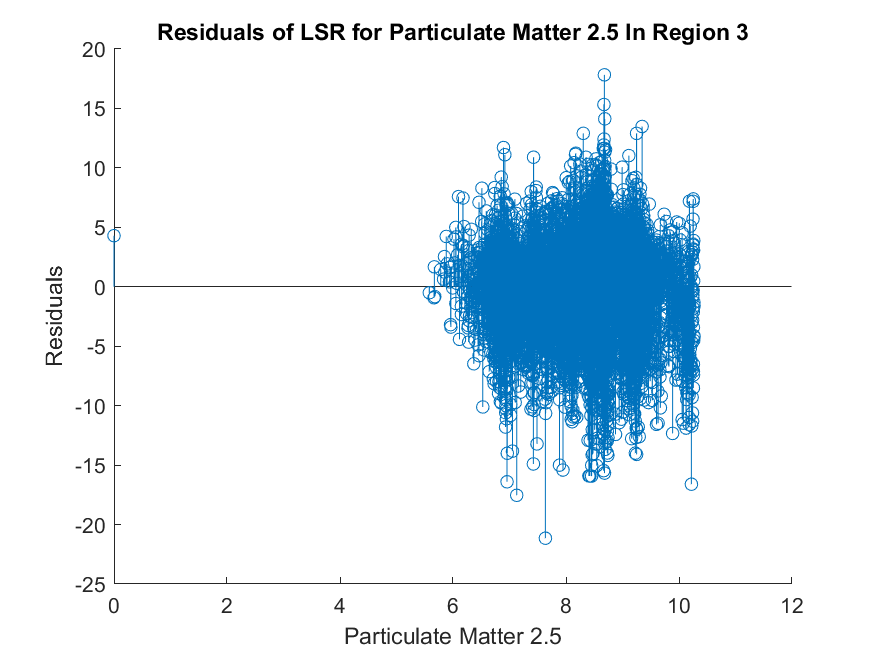 Residuals of LSR for Particulate Matter 2.5 In Region 3
20
15
10
5
0
-5
-10
-15
-20
-25
Residuals
0 2 4 6 8 10 12
Particulate Matter 2.5